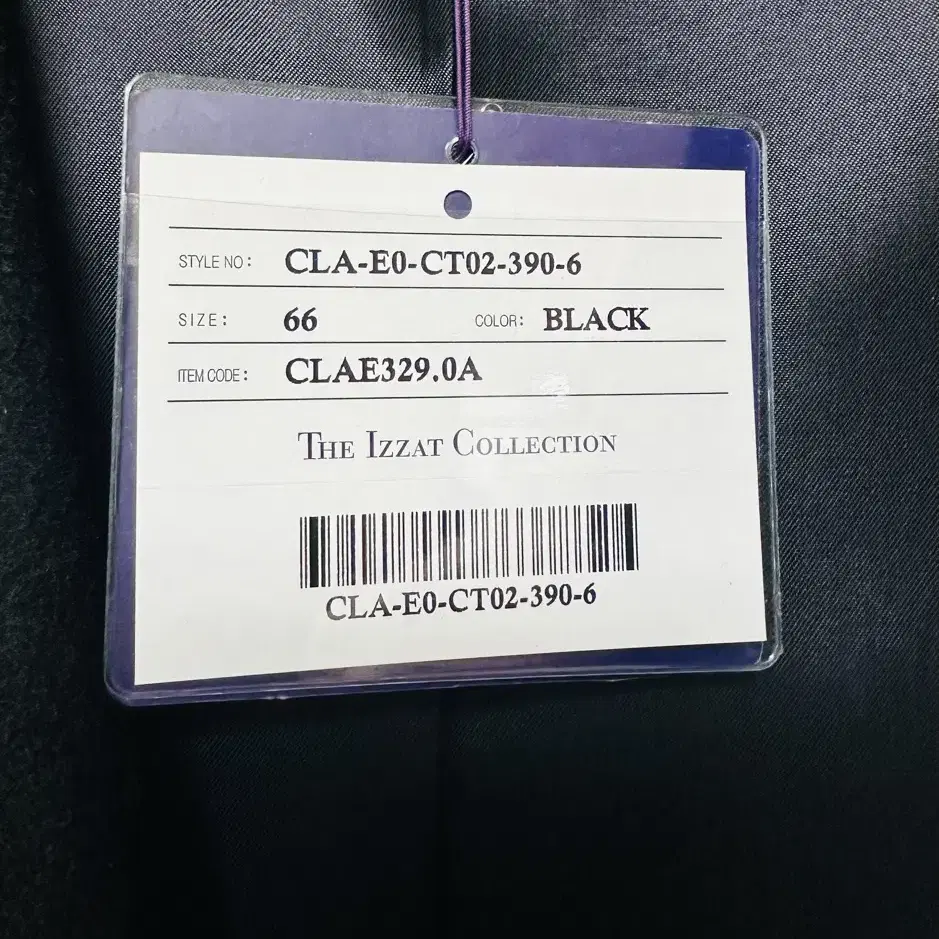 STYLE NO: CLA-E0-CT02-390-6
SIZE: 66 COLOR: BLACK
ITEM CODE: CLAE329.0A
THE IZZAT COLLECTION
CLA-E0-CT02-390-6